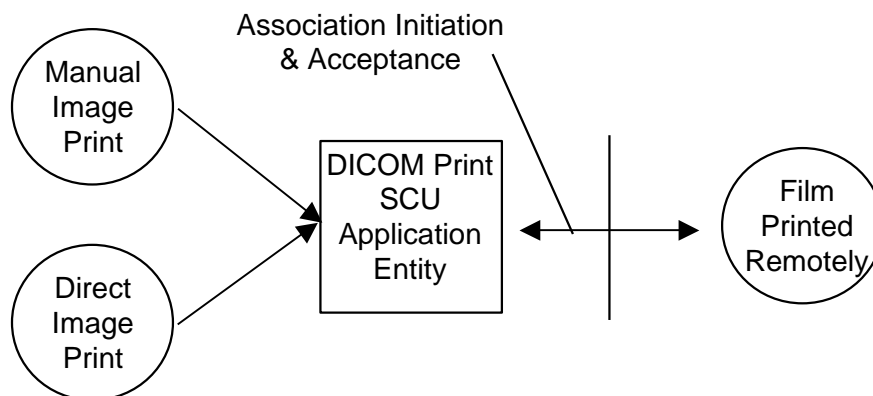 Association Initiation
& Acceptance
Manual
Image
Print
DICOM Print
SCU
Application
Entity
Film
Printed
Remotely
Direct
Image
Print